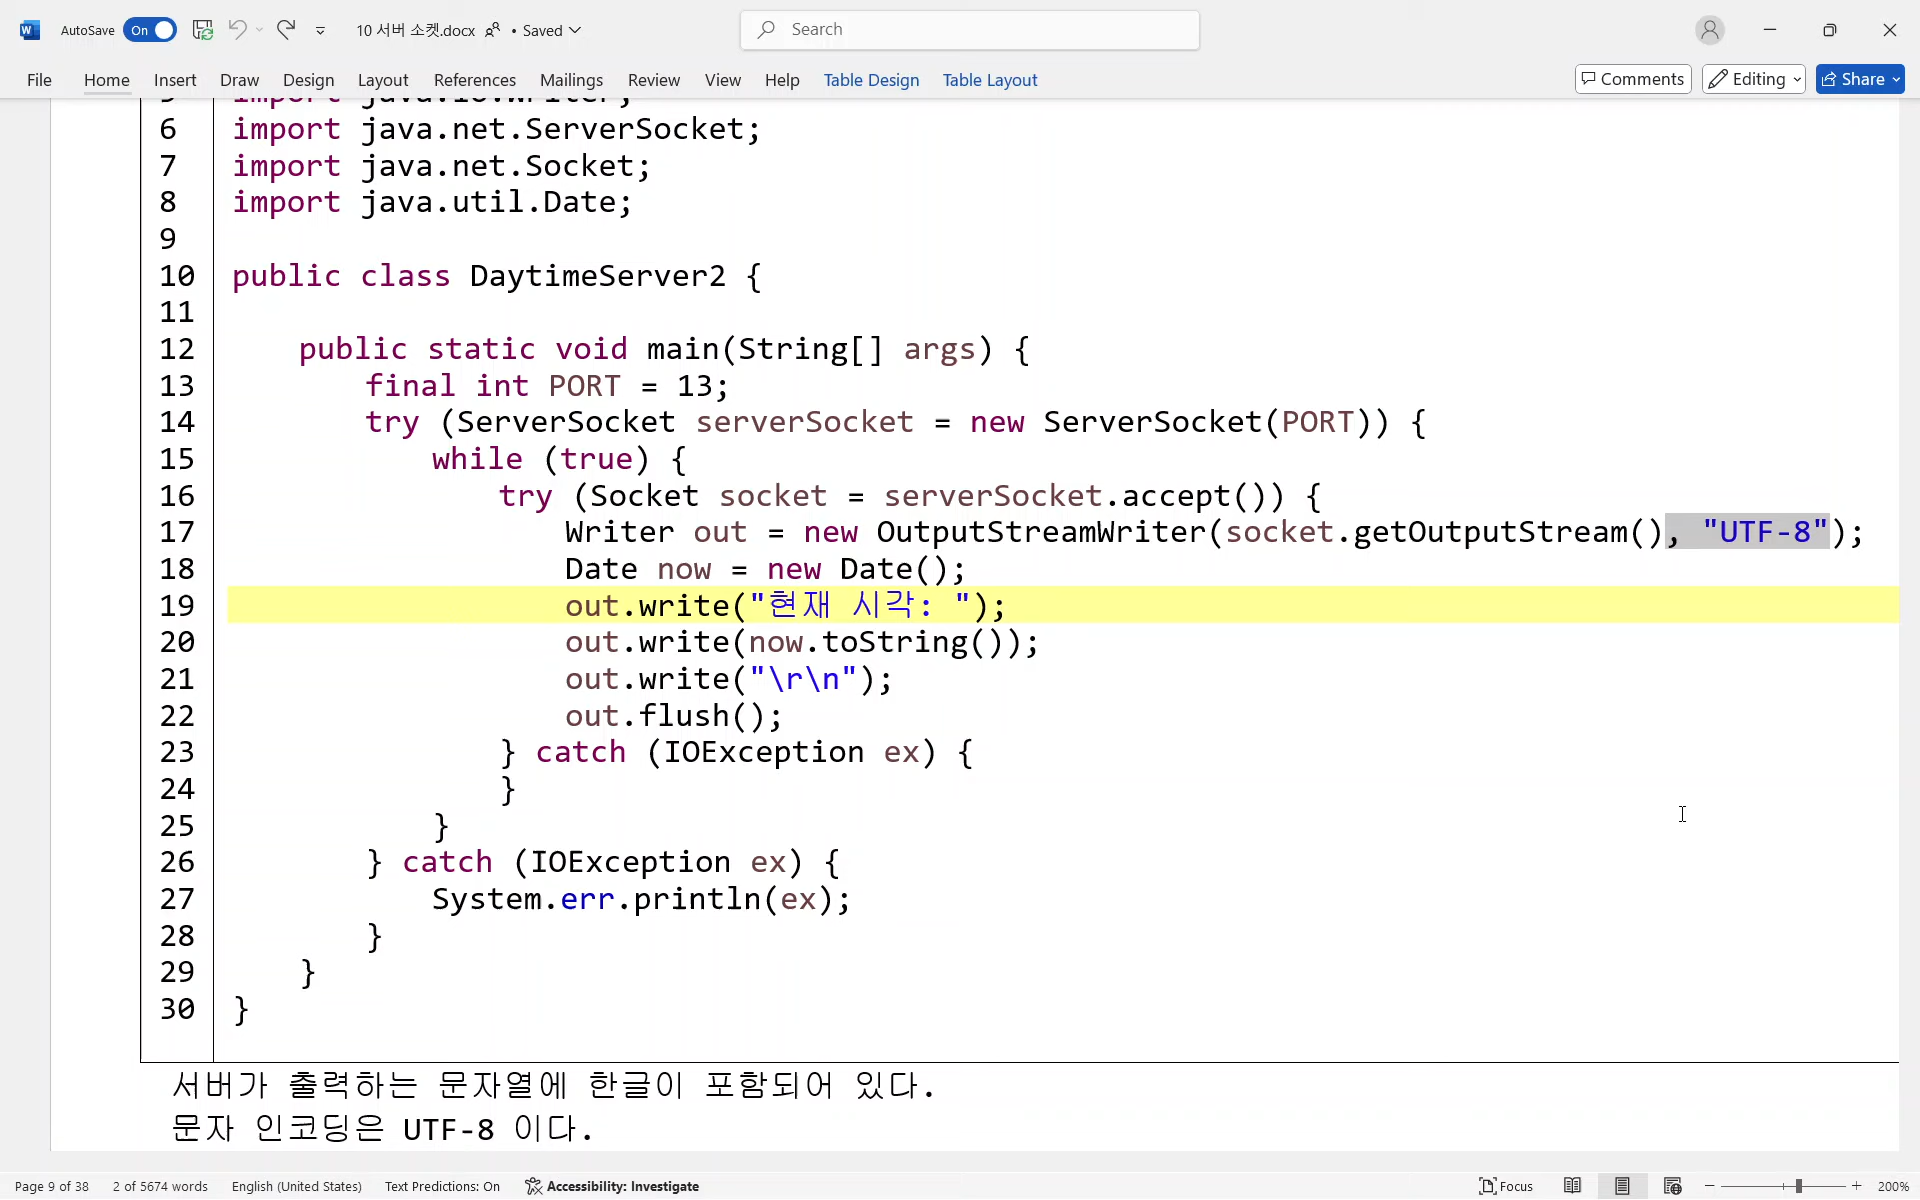 AutoSave On 10 서버 소켓.docx • Saved Search
File Home Insert Draw Design Layout References Mailings Review View Help Table Design Table Layout Comments Editing Share
import java.io.Writer;
6 import java.net.ServerSocket;
7 import java.net.Socket;
8 import java.util.Date;
9
10 public class DaytimeServer2 {
11
12 public static void main(String[] args) {
13 final int PORT = 13;
14 try (ServerSocket serverSocket = new ServerSocket(PORT)) {
15 while (true) {
16 try (Socket socket = serverSocket.accept()) {
17 Writer out = new OutputStreamWriter(socket.getOutputStream(), "UTF-8");
18 Date now = new Date();
19 out.write("현재 시각: ");
20 out.write(now.toString());
21 out.write("\r\n");
22 out.flush();
23 } catch (IOException ex) {
24 }
25 }
26 } catch (IOException ex) {
27 System.err.println(ex);
28 }
29 }
30 }
서버가 출력하는 문자열에 한글이 포함되어 있다.
문자 인코딩은 UTF-8 이다.
Page 9 of 38 2 of 5674 words English (United States) Text Predictions: On Accessibility: Investigate Focus 200%